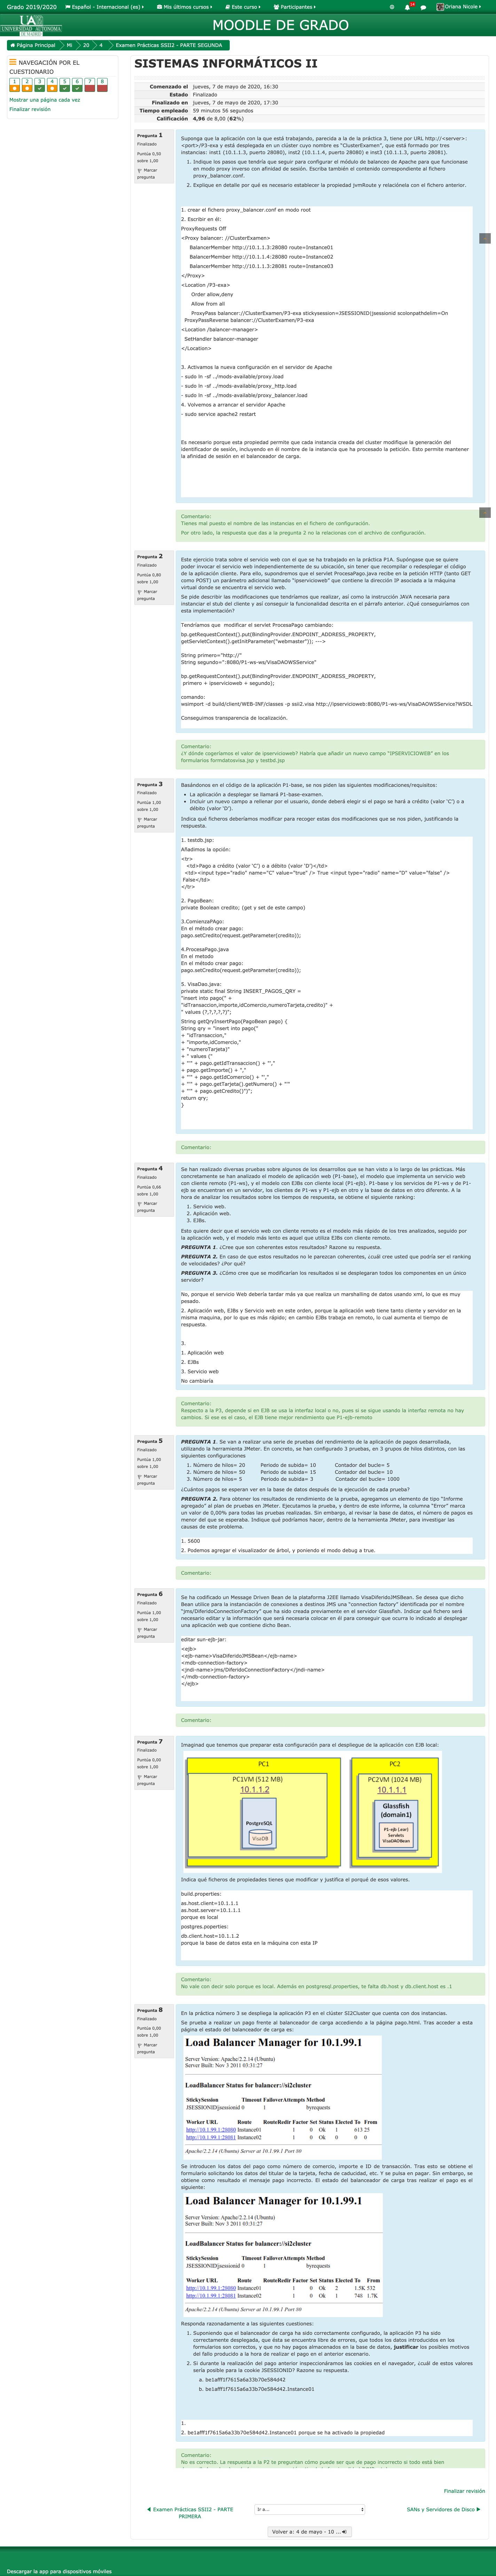 Grado 2019/2020 Español - Internacional (es) Mis últimos cursos Este curso Participantes Oriana Nicole
MOODLE DE GRADO
Página Principal Mi 20 4 Examen Prácticas SSII2 - PARTE SEGUNDA
NAVEGACIÓN POR EL CUESTIONARIO
1 2 3 4 5 6 7 8
Mostrar una página cada vez
Finalizar revisión
SISTEMAS INFORMÁTICOS II
Comenzado el jueves, 7 de mayo de 2020, 16:30
Estado Finalizado
Finalizado en jueves, 7 de mayo de 2020, 17:30
Tiempo empleado 59 minutos 56 segundos
Calificación 4,96 de 8,00 (62%)
Pregunta 1
Finalizado
Puntúa 0,50 sobre 1,00
Marcar pregunta
Suponga que la aplicación con la que está trabajando, parecida a la de la práctica 3, tiene por URL http://<server>:
<port>/P3-exa y está desplegada en un clúster cuyo nombre es "ClusterExamen", que está formado por tres
instancias: inst1 (10.1.1.3, puerto 28080), inst2 (10.1.1.4, puerto 28080) e inst3 (10.1.1.3, puerto 28081).
1. Indique los pasos que tendría que seguir para configurar el módulo de balanceo de Apache para que funcionase
en modo proxy inverso con afinidad de sesión. Escriba también el contenido correspondiente al fichero
proxy_balancer.conf.
2. Explique en detalle por qué es necesario establecer la propiedad jvmRoute y relaciónela con el fichero anterior.
1. crear el fichero proxy_balancer.conf en modo root
2. Escribir en él:
ProxyRequests Off
<Proxy balancer: //ClusterExamen>
BalancerMember http://10.1.1.3:28080 route=Instance01
BalancerMember http://10.1.1.4:28080 route=Instance02
BalancerMember http://10.1.1.3:28081 route=Instance03
</Proxy>
<Location /P3-exa>
Order allow,deny
Allow from all
ProxyPass balancer://ClusterExamen/P3-exa stickysession=JSESSIONID|jsessionid scolonpathdelim=On
ProxyPassReverse balancer://ClusterExamen/P3-exa
<Location /balancer-manager>
SetHandler balancer-manager
</Location>
3. Activamos la nueva configuración en el servidor de Apache
- sudo ln -sf ../mods-available/proxy.load
- sudo ln -sf ../mods-available/proxy_http.load
- sudo ln -sf ../mods-available/proxy_balancer.load
4. Volvemos a arrancar el servidor Apache
- sudo service apache2 restart
Es necesario porque esta propiedad permite que cada instancia creada del cluster modifique la generación del
identificador de sesión, incluyendo en él nombre de la instancia que ha procesado la petición. Esto permite mantener
la afinidad de sesión en el balanceador de carga.
Comentario:
Tienes mal puesto el nombre de las instancias en el fichero de configuración.
Por otro lado, la respuesta que das a la pregunta 2 no la relacionas con el archivo de configuración.
Pregunta 2
Finalizado
Puntúa 0,80 sobre 1,00
Marcar pregunta
Este ejercicio trata sobre el servicio web con el que se ha trabajado en la práctica P1A. Supóngase que se quiere
poder invocar el servicio web independientemente de su ubicación, sin tener que recompilar o redesplegar el código
de la aplicación cliente. Para ello, supondremos que el servlet ProcesaPago.java recibe en la petición HTTP (tanto GET
como POST) un parámetro adicional llamado "ipservicioweb" que contiene la dirección IP asociada a la máquina
virtual donde se encuentre el servicio web.
Se pide describir las modificaciones que tendríamos que realizar, así como la instrucción JAVA necesaria para
instanciar el stub del cliente y así conseguir la funcionalidad descrita en el párrafo anterior. ¿Qué conseguiríamos con
esta implementación?
Tendríamos que modificar el servlet ProcesaPago cambiando:
bp.getRequestContext().put(BindingProvider.ENDPOINT_ADDRESS_PROPERTY,
getServletContext().getInitParameter("webmaster")); --->
String primero="http://"
String segundo=":8080/P1-ws-ws/VisaDAOWSService"
bp.getRequestContext().put(BindingProvider.ENDPOINT_ADDRESS_PROPERTY,
primero + ipservicioweb + segundo);
comando:
wsimport -d build/client/WEB-INF/classes -p ssii2.visa http://ipservicioweb:8080/P1-ws-ws/VisaDAOWSService?WSDL
Conseguimos transparencia de localización.
Comentario:
¿Y dónde cogeríamos el valor de ipservicioweb? Habría que añadir un nuevo campo "IPSERVICIOWEB" en los
formularios formdatosvisa.jsp y testbd.jsp
Pregunta 3
Finalizado
Puntúa 1,00 sobre 1,00
Marcar pregunta
Basándonos en el código de la aplicación P1-base, se nos piden las siguientes modificaciones/requisitos:
• La aplicación a desplegar se llamará P1-base-examen.
• Incluir un nuevo campo a rellenar por el usuario, donde deberá elegir si el pago se hará a crédito (valor 'C') o a
débito (valor 'D').
Indica qué ficheros deberíamos modificar para recoger estas dos modificaciones que se nos piden, justificando la
respuesta.
1. testdb.jsp:
Añadimos la opción:
<tr>
<td>Pago a crédito (valor 'C') o a débito (valor 'D')</td>
<td><input type="radio" name="C" value="true" /> True <input type="radio" name="D" value="false" />
False</td>
</tr>
2. PagoBean:
private Boolean credito; (get y set de este campo)
3.ComienzaPAgo:
En el método crear pago:
pago.setCredito(request.getParameter(credito));
4.ProcesaPago.java
En el metodo
En el método crear pago:
pago.setCredito(request.getParameter(credito));
5. VisaDao.java:
private static final String INSERT_PAGOS_QRY =
"insert into pago(" +
"idTransaccion,importe,idComercio,numeroTarjeta,credito)" +
" values (?,?,?,?,?)";
String getQryInsertPago(PagoBean pago) {
String qry = "insert into pago("
+ "idTransaccion,"
+ "importe,idComercio,"
+ "numeroTarjeta)"
+ " values ("
+ "'" + pago.getIdTransaccion() + "',"
+ pago.getImporte() + ","
+ "'" + pago.getIdComercio() + "',"
+ "'" + pago.getTarjeta().getNumero() + "'"
+ "'" + pago.getCredito()")";
return qry;
}
Comentario:
Pregunta 4
Finalizado
Puntúa 0,66 sobre 1,00
Marcar pregunta
Se han realizado diversas pruebas sobre algunos de los desarrollos que se han visto a lo largo de las prácticas. Más
concretamente se han analizado el modelo de aplicación web (P1-base), el modelo que implementa un servicio web
con cliente remoto (P1-ws), y el modelo con EJBs con cliente local (P1-ejb). P1-base y los servicios de P1-ws y de P1-
ejb se encuentran en un servidor, los clientes de P1-ws y P1-ejb en otro y la base de datos en otro diferente. A la
hora de analizar los resultados sobre los tiempos de respuesta, se obtiene el siguiente ranking:
1. Servicio web.
2. Aplicación web.
3. EJBs.
Esto quiere decir que el servicio web con cliente remoto es el modelo más rápido de los tres analizados, seguido por
la aplicación web, y el modelo más lento es aquel que utiliza EJBs con cliente remoto.
PREGUNTA 1. ¿Cree que son coherentes estos resultados? Razone su respuesta.
PREGUNTA 2. En caso de que estos resultados no le parezcan coherentes, ¿cuál cree usted que podría ser el ranking
de velocidades? ¿Por qué?
PREGUNTA 3. ¿Cómo cree que se modificarían los resultados si se desplegaran todos los componentes en un único
servidor?
No, porque el servicio Web debería tardar más ya que realiza un marshaling de datos usando xml, lo que es muy
pesado.
2. Aplicación web, EJBs y Servicio web en este orden, porque la aplicación web tiene tanto cliente y servidor en la
misma maquina, por lo que es más rápido; en cambio EJBs trabaja en remoto, lo cual aumenta el tiempo de
respuesta.
3.
1. Aplicación web
2. EJBs
3. Servicio web
No cambiaría
Comentario:
Respecto a la P3, depende si en EJB se usa la interfaz local o no, pues si se sigue usando la interfaz remota no hay
cambios. Si ese es el caso, el EJB tiene mejor rendimiento que P1-ejb-remoto
Pregunta 5
Finalizado
Puntúa 1,00 sobre 1,00
Marcar pregunta
PREGUNTA 1. Se van a realizar una serie de pruebas del rendimiento de la aplicación de pagos desarrollada,
utilizando la herramienta JMeter. En concreto, se han configurado 3 pruebas, en 3 grupos de hilos distintos, con las
siguientes configuraciones
1. Número de hilos= 20 Periodo de subida= 10 Contador del bucle= 5
2. Número de hilos= 50 Periodo de subida= 15 Contador del bucle= 10
3. Número de hilos= 5 Periodo de subida= 3 Contador del bucle= 1000
¿Cuántos pagos se esperan ver en la base de datos después de la ejecución de cada prueba?
PREGUNTA 2. Para obtener los resultados de rendimiento de la prueba, agregamos un elemento de tipo "Informe
agregado" al plan de pruebas en JMeter. Ejecutamos la prueba, y dentro de este informe, la columna "Error" marca
un valor de 0,00% para todas las pruebas realizadas. Sin embargo, al revisar la base de datos, el número de pagos es
menor del que se esperaba. Indique qué podríamos hacer, dentro de la herramienta JMeter, para investigar las
causas de este problema.
1. 5600
2. Podemos agregar el visualizador de árbol, y poniendo el modo debug a true.
Comentario:
Pregunta 6
Finalizado
Puntúa 1,00 sobre 1,00
Marcar pregunta
Se ha codificado un Message Driven Bean de la plataforma J2EE llamado VisaDiferidoJMSBean. Se desea que dicho
Bean utilice para la conexión a instancias de destinos JMS una "connection factory" identificada por el nombre
"jms/DiferidoConnectionFactory" que ha sido creada previamente en el servidor Glassfish. Indicar qué fichero será
necesario editar y la información que será necesaria colocar en él para conseguir que ocurra lo indicado al desplegar
una aplicación web que contiene dicho Bean.
editar sun-ejb-jar:
<ejb>
<ejb-name>VisaDiferidoJMSBean</ejb-name>
<mdb-connection-factory>
<jndi-name>jms/DiferidoConnectionFactory</jndi-name>
</mdb-connection-factory>
</ejb>
Comentario:
Pregunta 7
Finalizado
Puntúa 0,00 sobre 1,00
Marcar pregunta
Imaginad que tenemos que preparar esta configuración para el despliegue de la aplicación con EJB local:
PC1
PC1VM (512 MB)
10.1.1.2
PostgreSQL
VisaDB
PC2
PC2VM (1024 MB)
10.1.1.1
Glassfish
(domain1)
P1-ejb (.ear)
Servlets
VisaDAOBean
Indica qué ficheros de propiedades tienes que modificar y justifica el porqué de esos valores.
build.properties:
as.host.client=10.1.1.1
as.host.server=10.1.1.1
porque es local
postgres.poperties:
db.client.host=10.1.1.2
porque la base de datos esta en la máquina con esta IP
Comentario:
No vale con decir solo porque es local. Además en postgresql.properties, te falta db.host y db.client.host es .1
Pregunta 8
Finalizado
Puntúa 0,00 sobre 1,00
Marcar pregunta
En la práctica número 3 se despliega la aplicación P3 en el clúster SI2Cluster que cuenta con dos instancias.
Se prueba a realizar un pago frente al balanceador de carga accediendo a la página pago.html. Tras acceder a esta
página el estado del balanceador de carga es:
Load Balancer Manager for 10.1.99.1
Server Version: Apache/2.2.14 (Ubuntu)
Server Built: Nov 3 2011 03:31:27
LoadBalancer Status for balancer://si2cluster
StickySession Timeout FailoverAttempts Method
JSESSIONID|jsessionid 0 1 byrequests
Worker URL Route RouteRedir Factor Set Status Elected To From
http://10.1.99.1:28080 Instance01 1 0 Ok 1 613 25
http://10.1.99.1:28081 Instance02 1 0 Ok 0 0 0
Apache/2.2.14 (Ubuntu) Server at 10.1.99.1 Port 80
Se introducen los datos del pago como número de comercio, importe e ID de transacción. Tras esto se obtiene el
formulario solicitando los datos del titular de la tarjeta, fecha de caducidad, etc. Y se pulsa en pagar. Sin embargo, se
obtiene como resultado el mensaje pago incorrecto. El estado del balanceador de carga tras realizar el pago es el
siguiente:
Load Balancer Manager for 10.1.99.1
Server Version: Apache/2.2.14 (Ubuntu)
Server Built: Nov 3 2011 03:31:27
LoadBalancer Status for balancer://si2cluster
StickySession Timeout FailoverAttempts Method
JSESSIONID|jsessionid 0 1 byrequests
Worker URL Route RouteRedir Factor Set Status Elected To From
http://10.1.99.1:28080 Instance01 1 0 Ok 2 1.5K 532
http://10.1.99.1:28081 Instance02 1 0 Ok 1 748 1.7K
Apache/2.2.14 (Ubuntu) Server at 10.1.99.1 Port 80
Responda razonadamente a las siguientes cuestiones:
1. Suponiendo que el balanceador de carga ha sido correctamente configurado, la aplicación P3 ha sido
correctamente desplegada, que ésta se encuentra libre de errores, que todos los datos introducidos en los
formularios son correctos, y que no hay pagos almacenados en la base de datos, justificar los posibles motivos
del fallo producido a la hora de realizar el pago en el anterior escenario.
2. Si durante la realización del pago anterior inspeccionáramos las cookies en el navegador, ¿cuál de estos valores
sería posible para la cookie JSESSIONID? Razone su respuesta.
a. be1afff1f7615a6a33b70e584d42
b. be1afff1f7615a6a33b70e584d42.Instance01
1.
2. be1afff1f7615a6a33b70e584d42.Instance01 porque se ha activado la propiedad
Comentario:
No es correcto. La respuesta a la P2 te preguntan cómo puede ser que de pago incorrecto si todo está bien
Finalizar revisión
Examen Prácticas SSII2 - PARTE PRIMERA
Ir a...
SANs y Servidores de Disco
Volver a: 4 de mayo - 10 ...
Descargar la app para dispositivos móviles